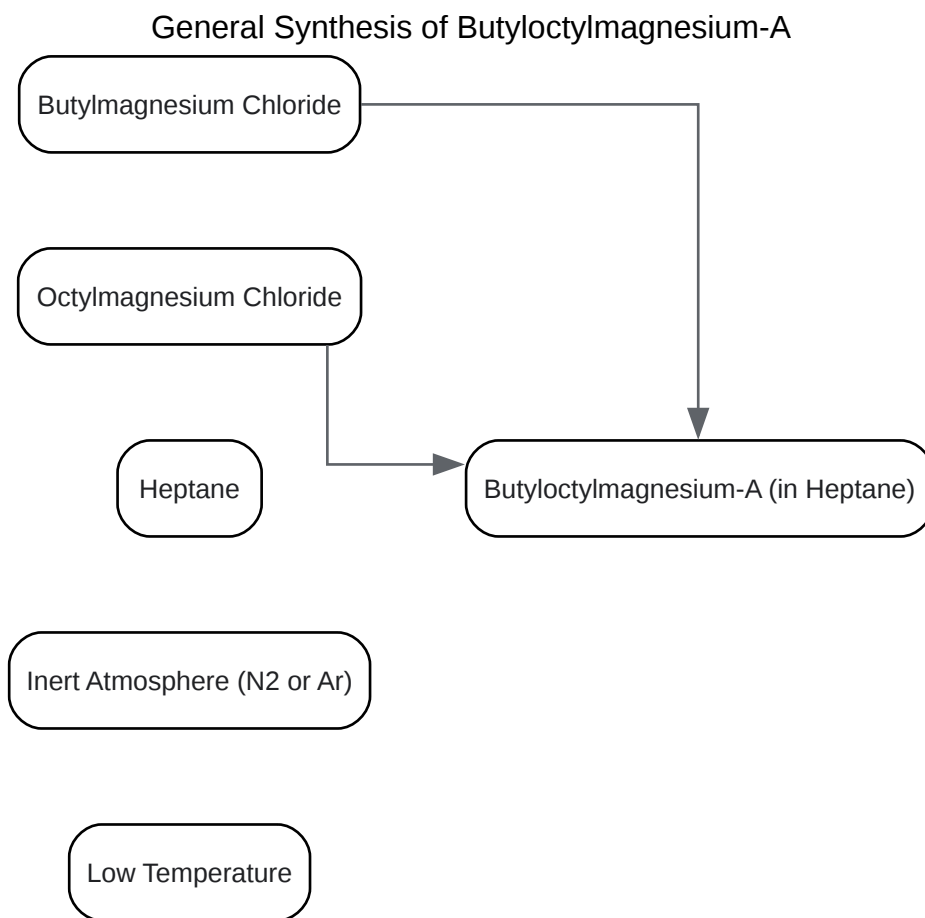 General Synthesis of Butyloctylmagnesium-A
Butylmagnesium Chloride
Octylmagnesium Chloride
Heptane
Butyloctylmagnesium-A (in Heptane)
Inert Atmosphere (N2 or Ar)
Low Temperature